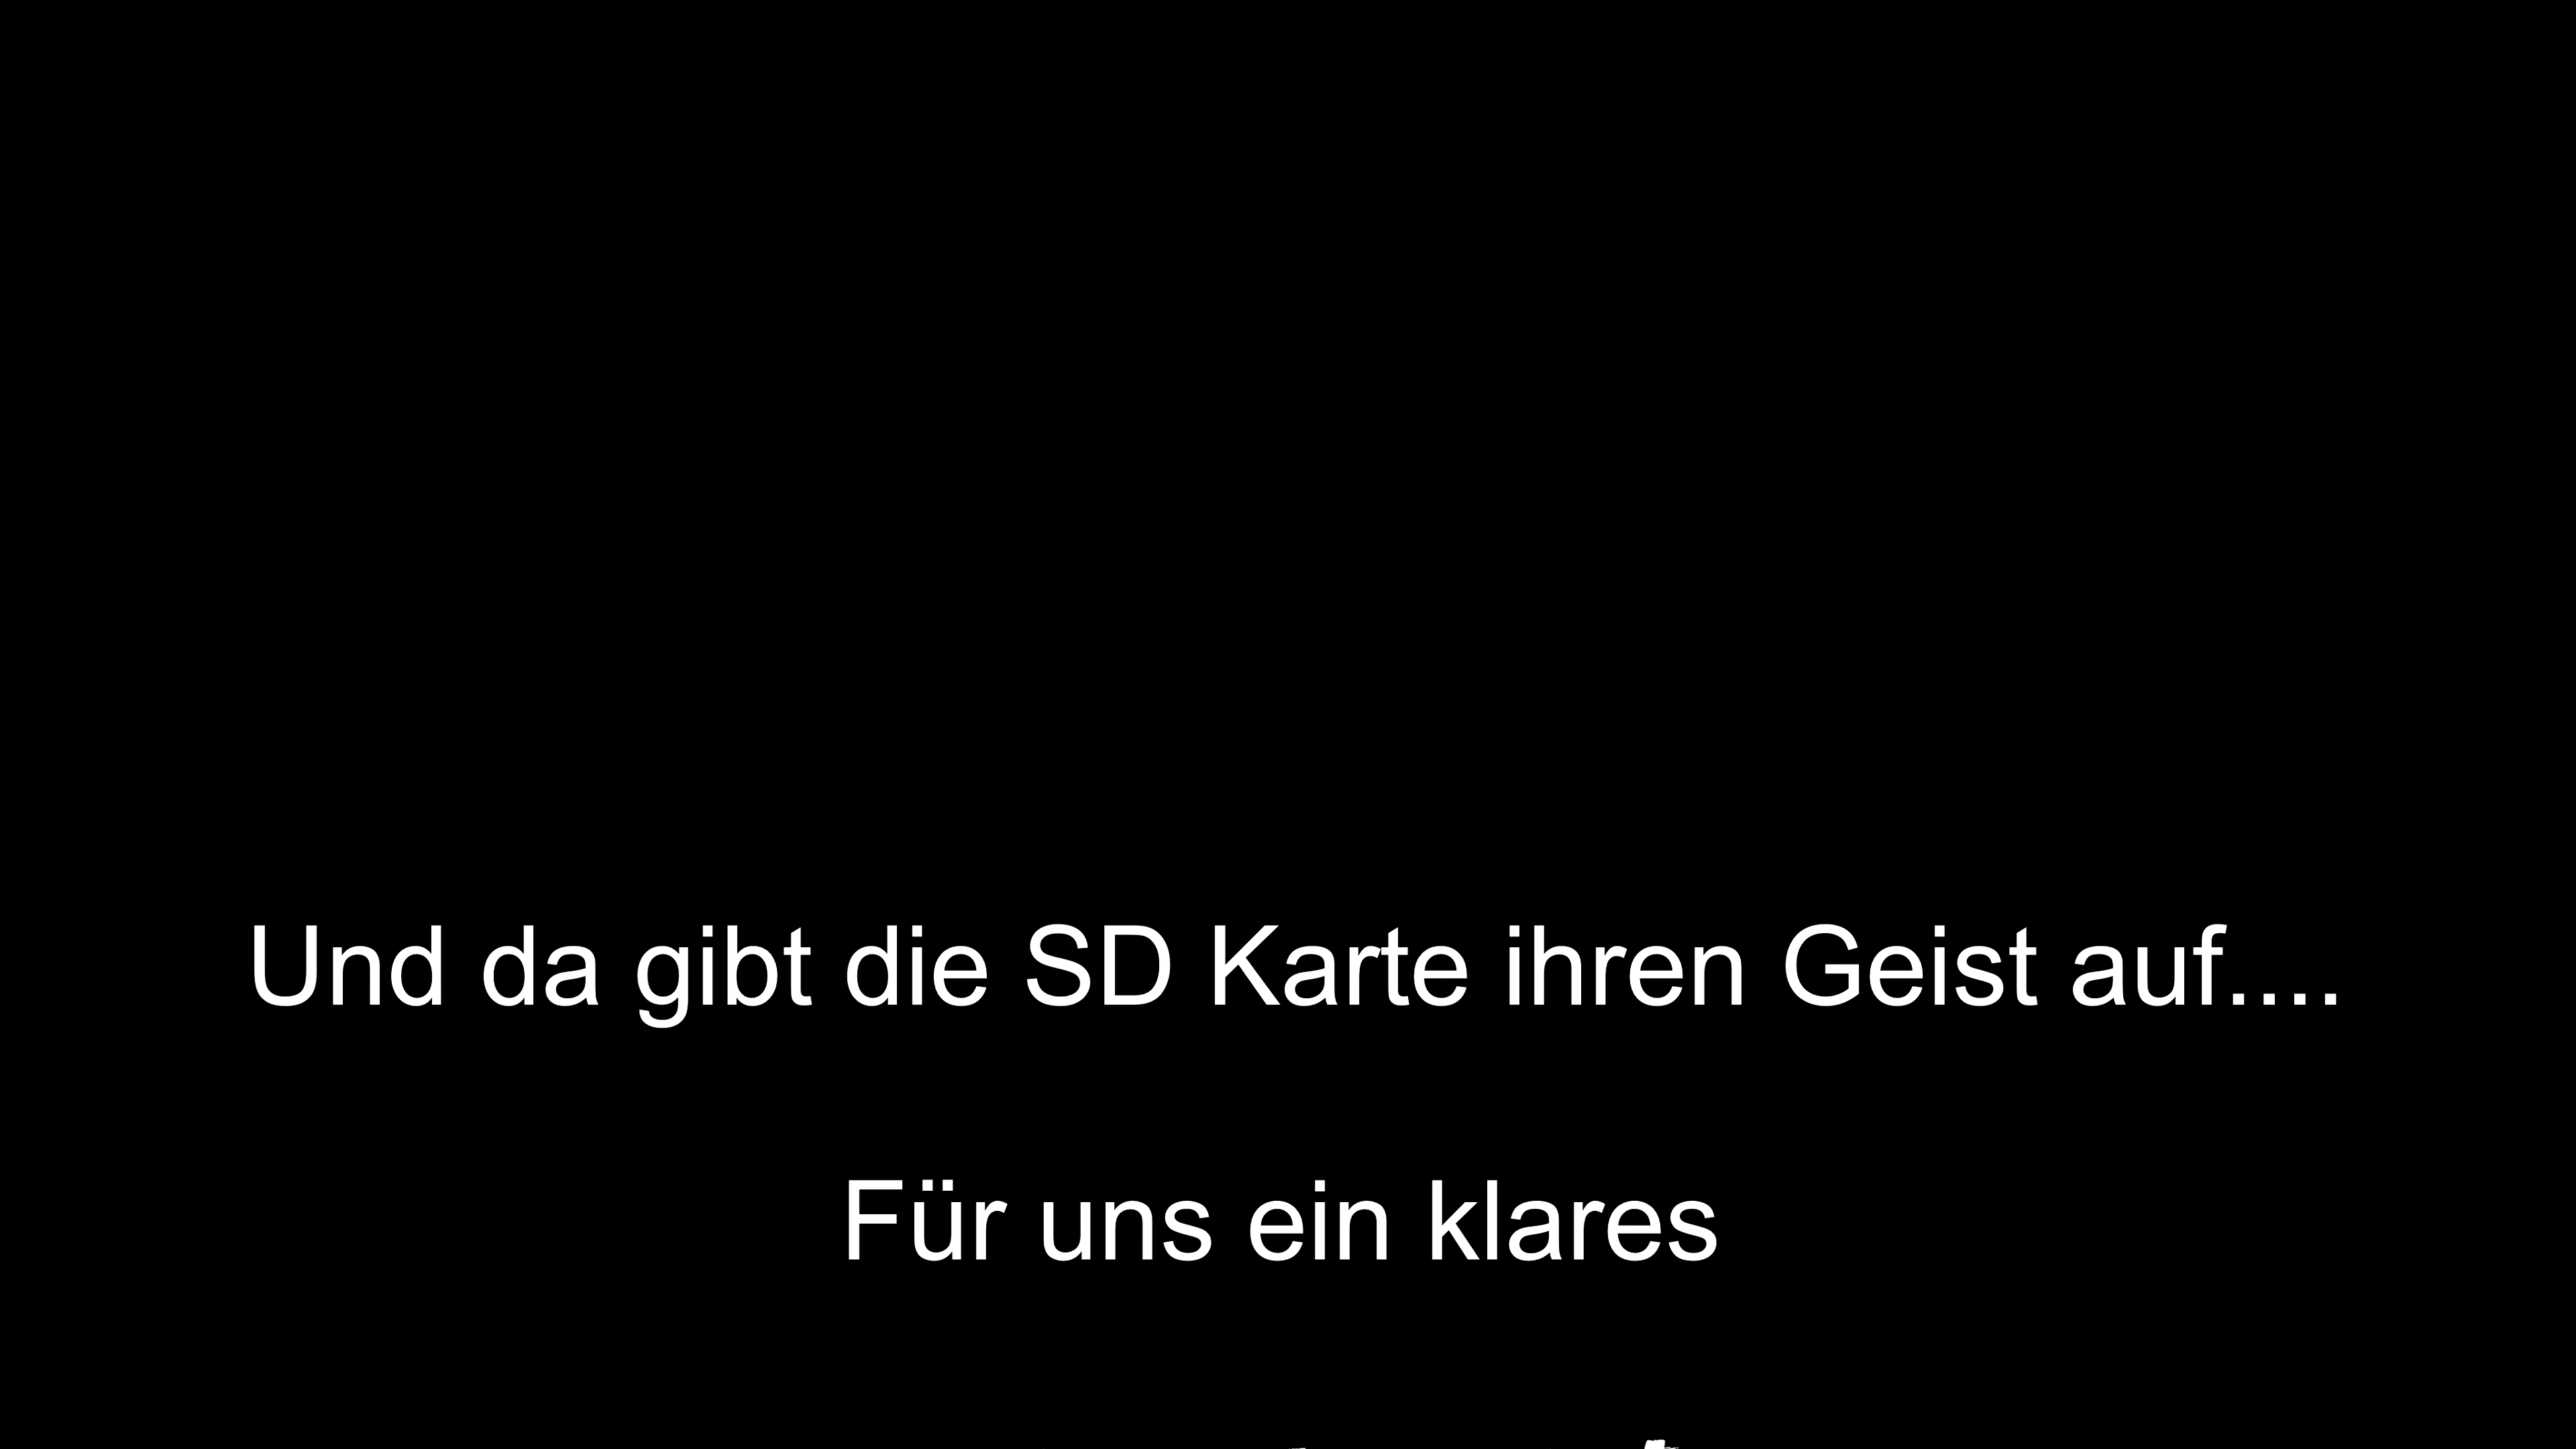 Und da gibt die SD Karte ihren Geist auf....
Für uns ein klares